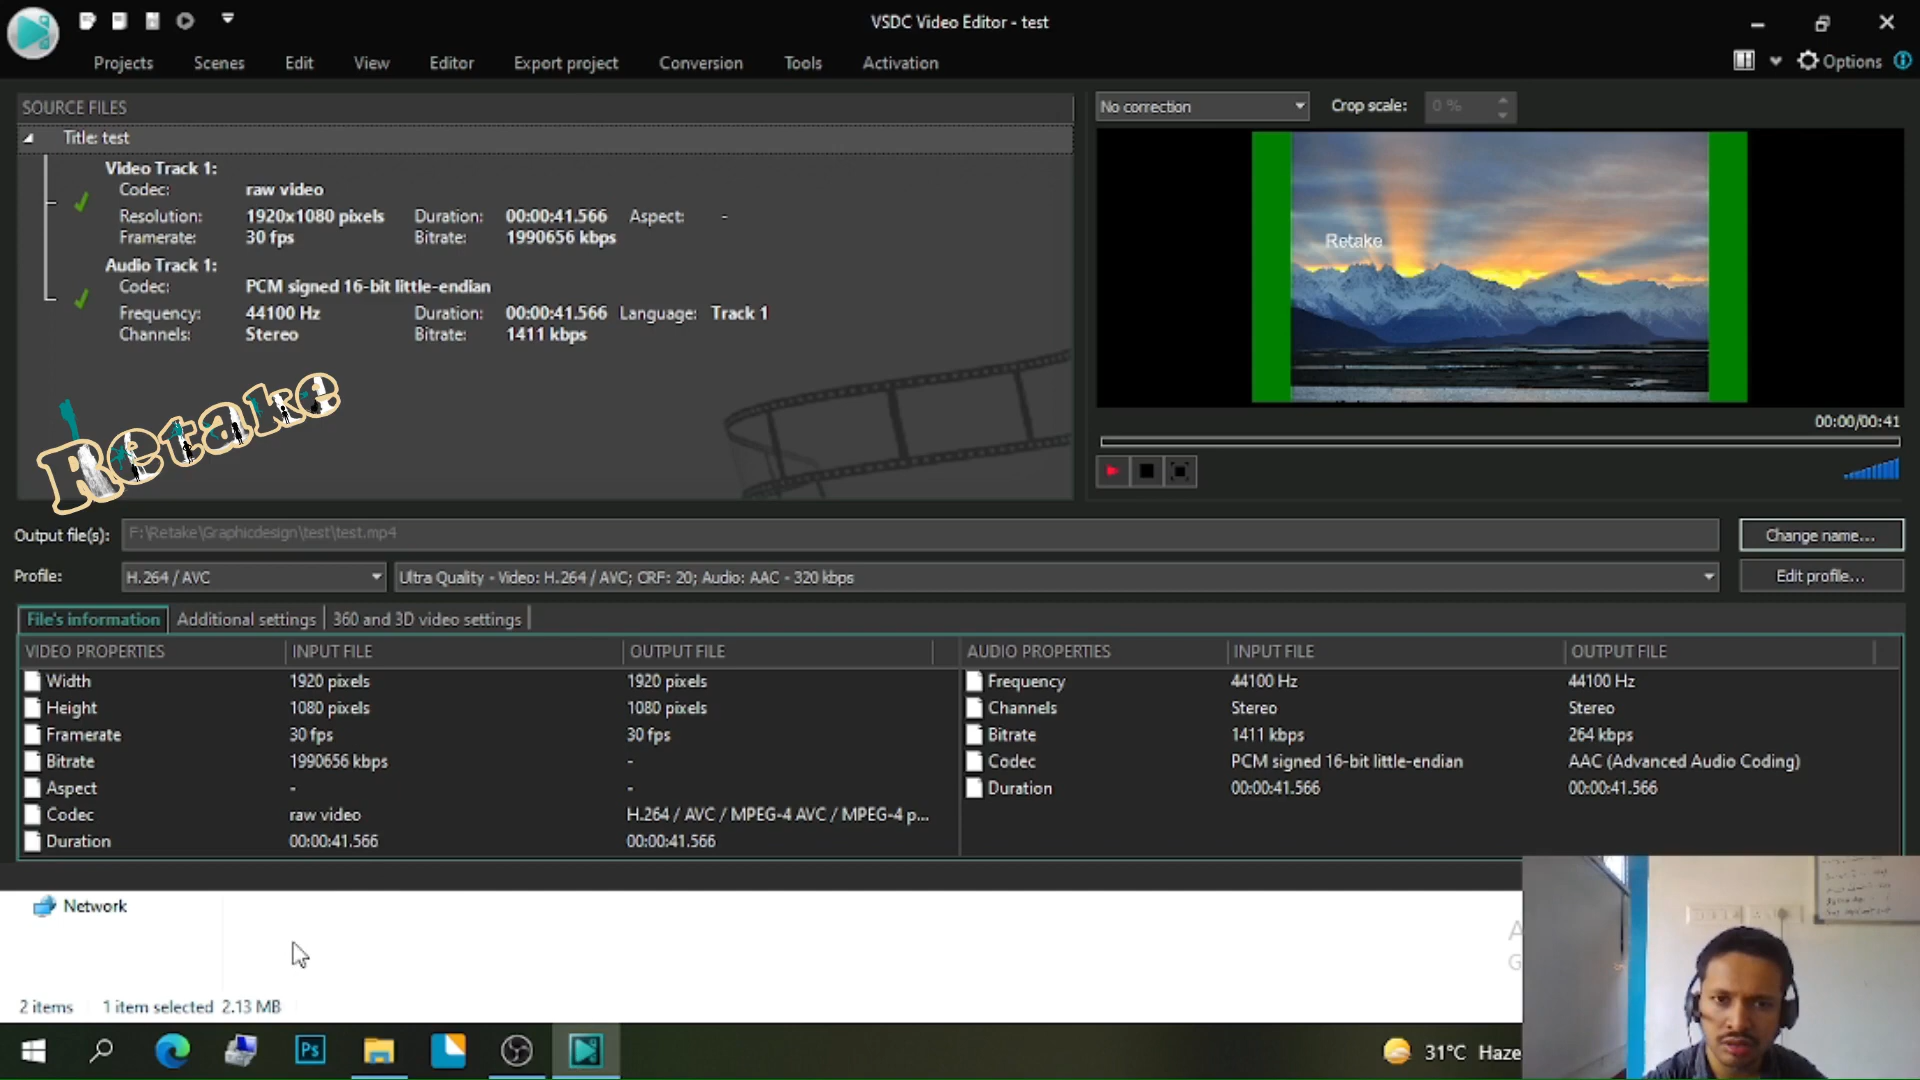 VSDC Video Editor - test
Projects Scenes Edit View Editor Export project Conversion Tools Activation Options
SOURCE FILES
No correction Crop scale: 0 %
Title: test
Video Track 1:
Codec: raw video
Resolution: 1920x1080 pixels Duration: 00:00:41.566 Aspect: -
Framerate: 30 fps Bitrate: 1990656 kbps
Audio Track 1:
Codec: PCM signed 16-bit little-endian
Frequency: 44100 Hz Duration: 00:00:41.566 Language: Track 1
Channels: Stereo Bitrate: 1411 kbps
Retake
Retake
00:00/00:41
Output file(s): F:\Retake\Graphicdesign\test\test.mp4 Change name...
Profile: H.264 / AVC Ultra Quality - Video: H.264 / AVC; CRF: 20; Audio: AAC - 320 kbps Edit profile...
File's information Additional settings 360 and 3D video settings
VIDEO PROPERTIES INPUT FILE OUTPUT FILE AUDIO PROPERTIES INPUT FILE OUTPUT FILE
Width 1920 pixels 1920 pixels Frequency 44100 Hz 44100 Hz
Height 1080 pixels 1080 pixels Channels Stereo Stereo
Framerate 30 fps 30 fps Bitrate 1411 kbps 264 kbps
Bitrate 1990656 kbps - Codec PCM signed 16-bit little-endian AAC (Advanced Audio Coding)
Aspect - - Duration 00:00:41.566 00:00:41.566
Codec raw video H.264 / AVC / MPEG-4 AVC / MPEG-4 p...
Duration 00:00:41.566 00:00:41.566
Network
2 items 1 item selected 2.13 MB
Ps
31°C Haze